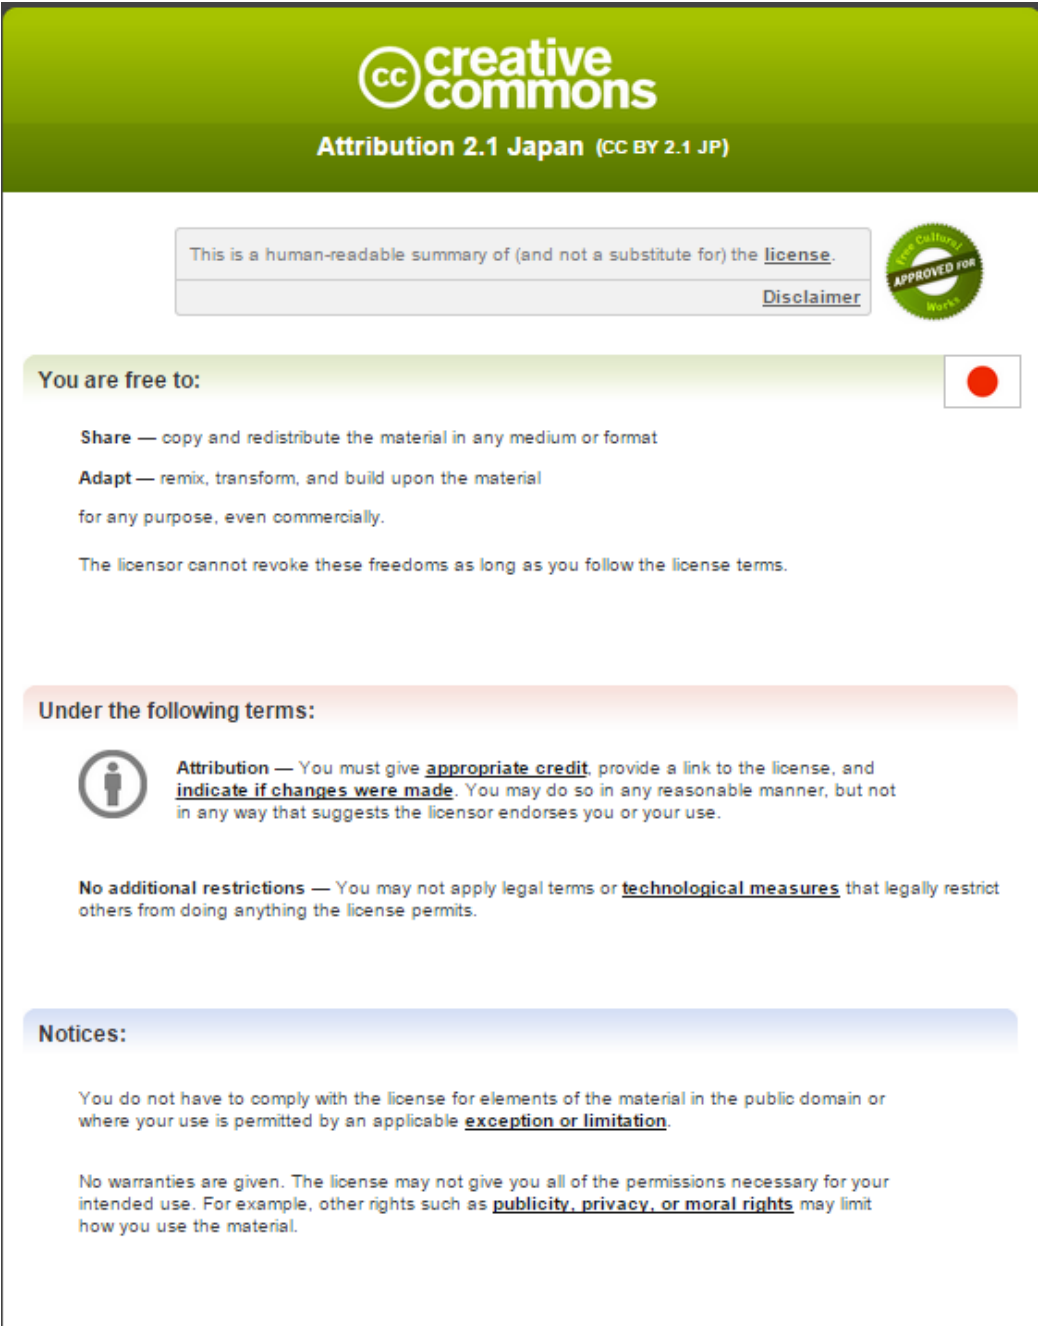 cc creative
commons
Attribution 2.1 Japan (CC BY 2.1 JP)
This is a human-readable summary of (and not a substitute for) the license.
Disclaimer
Free Cultural
APPROVED FOR
Works
You are free to:
Share — copy and redistribute the material in any medium or format
Adapt — remix, transform, and build upon the material
for any purpose, even commercially.
The licensor cannot revoke these freedoms as long as you follow the license terms.
Under the following terms:
Attribution — You must give appropriate credit, provide a link to the license, and
indicate if changes were made. You may do so in any reasonable manner, but not
in any way that suggests the licensor endorses you or your use.
No additional restrictions — You may not apply legal terms or technological measures that legally restrict
others from doing anything the license permits.
Notices:
You do not have to comply with the license for elements of the material in the public domain or
where your use is permitted by an applicable exception or limitation.
No warranties are given. The license may not give you all of the permissions necessary for your
intended use. For example, other rights such as publicity, privacy, or moral rights may limit
how you use the material.